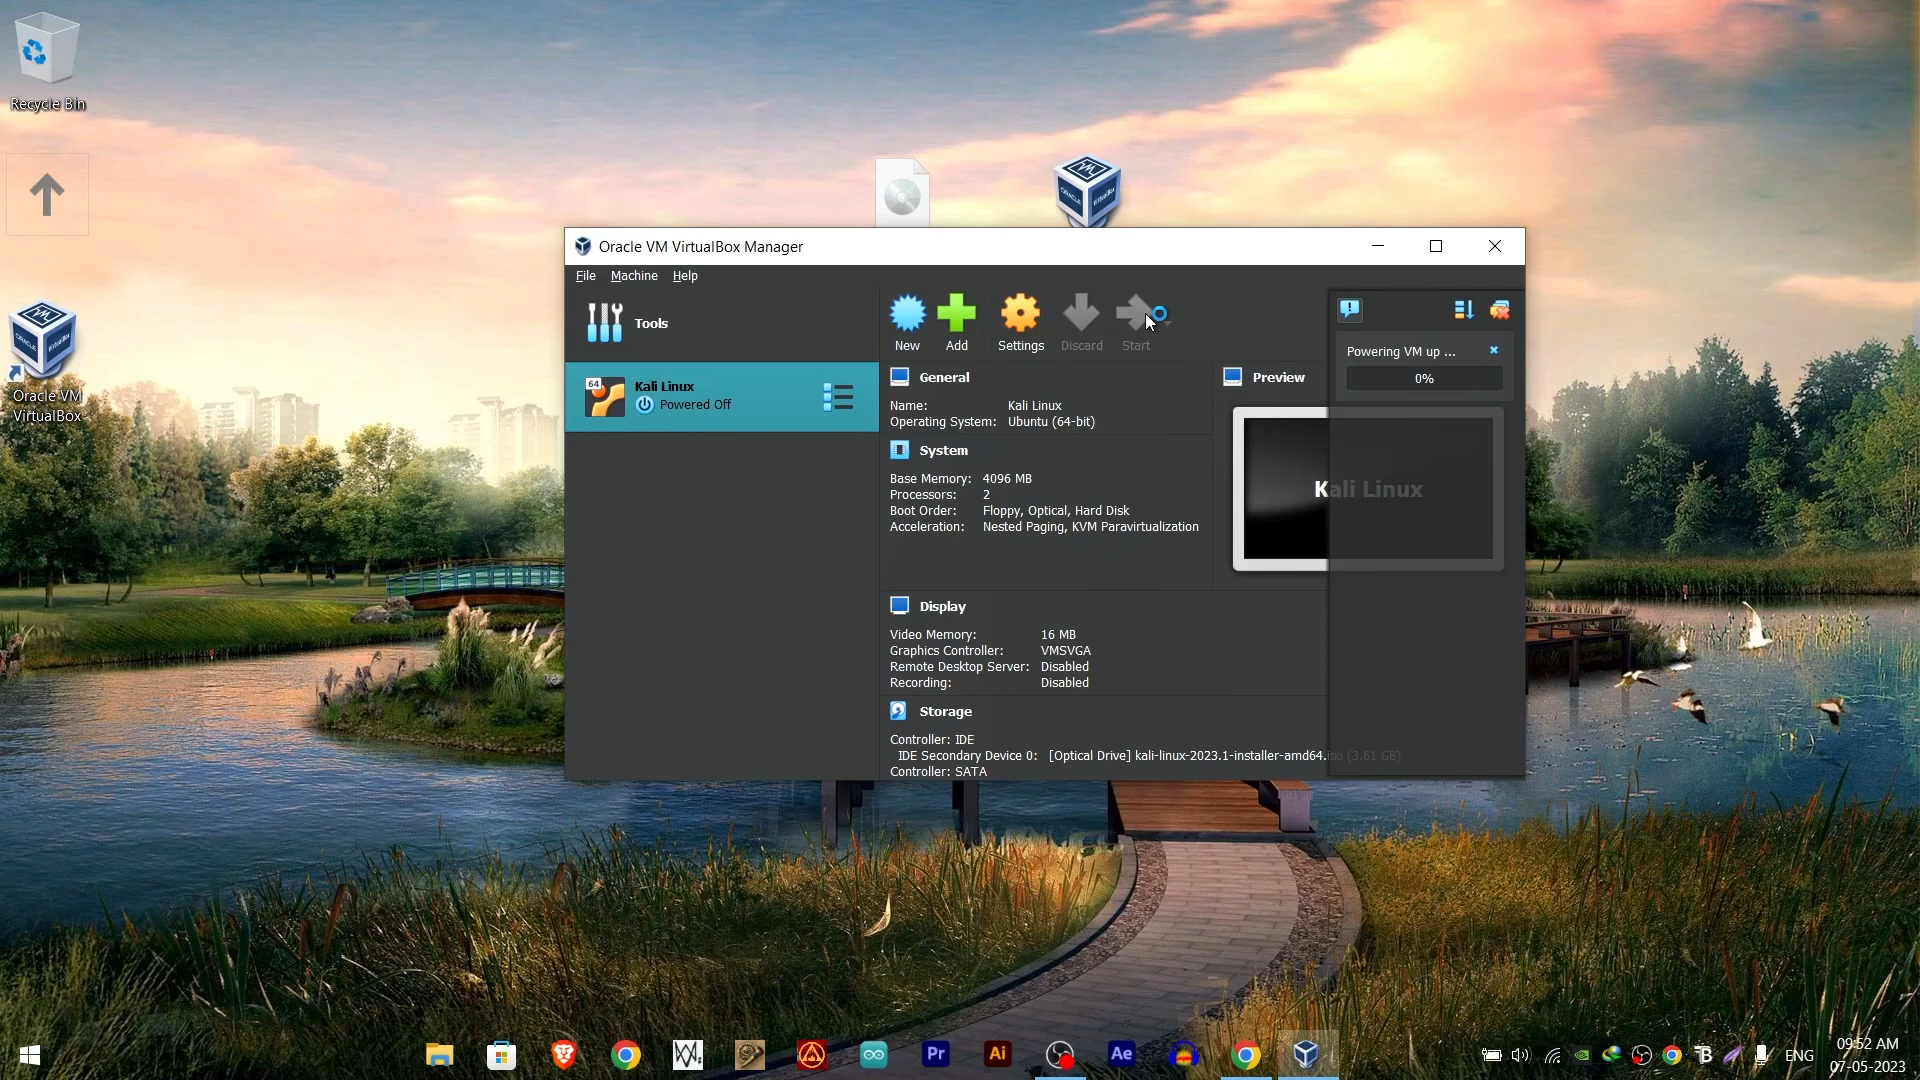 Recycle Bin
Oracle VM
VirtualBox
Oracle VM VirtualBox Manager
File Machine Help
Tools
New Add Settings Discard Start
64
Kali Linux
Powered Off
General
Name: Kali Linux
Operating System: Ubuntu (64-bit)
System
Base Memory: 4096 MB
Processors: 2
Boot Order: Floppy, Optical, Hard Disk
Acceleration: Nested Paging, KVM Paravirtualization
Preview
Kali Linux
Powering VM up ...
0%
Display
Video Memory: 16 MB
Graphics Controller: VMSVGA
Remote Desktop Server: Disabled
Recording: Disabled
Storage
Controller: IDE
IDE Secondary Device 0: [Optical Drive] kali-linux-2023.1-installer-amd64.iso (3.61 GB)
Controller: SATA
Pr Ai Ae
ENG
09:52 AM
07-05-2023